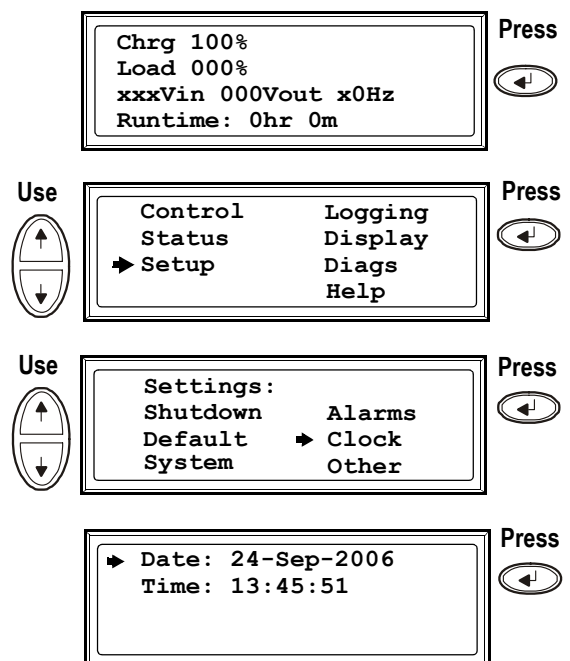 Press
Chrg 100%
Load 000%
xxxVin 000Vout x0Hz
Runtime: 0hr 0m
Use
Press
Control Logging
Status Display
Setup Diags
Help
Use
Press
Settings:
Shutdown Alarms
Default Clock
System Other
Press
Date: 24-Sep-2006
Time: 13:45:51